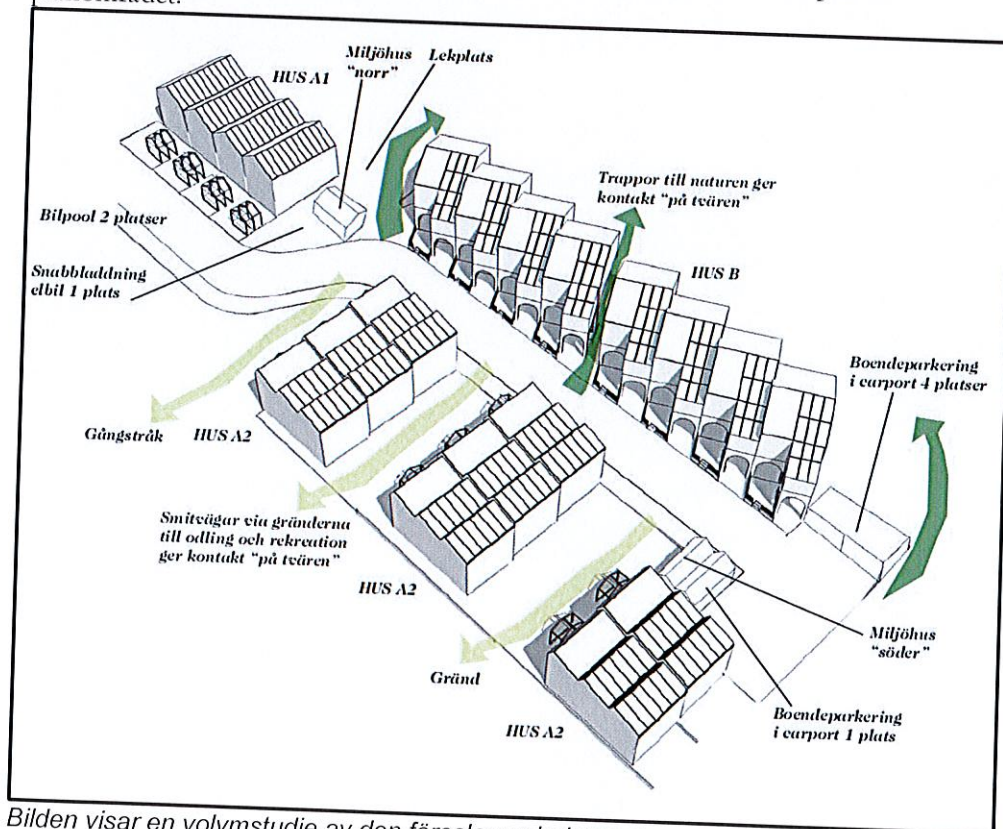 HUS A1
Miljöhus
"norr"
Lekplats
Trappor till naturen ger
kontakt "på tvären"
Bilpool 2 platser
HUS B
Snabbladdning
elbil 1 plats
Boendeparkering
i carport 4 platser
Gångstråk
HUS A2
Smitvägar via gränderna
till odling och rekreation
ger kontakt "på tvären"
HUS A2
Miljöhus
"söder"
Gränd
Boendeparkering
i carport 1 plats
HUS A2
Bilden visar en volymstudie av den